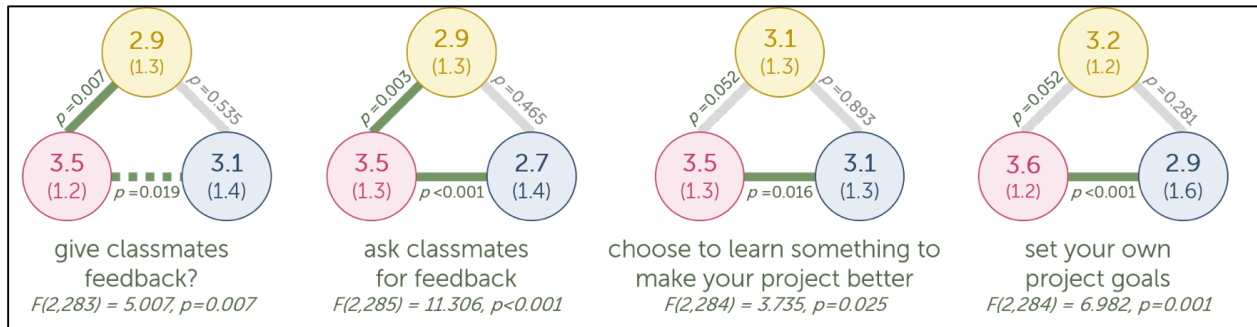 2.9
(1.3)
p=0.007
p=0.535
3.5
(1.2)
3.1
(1.4)
p=0.019
give classmates
feedback?
F(2,283) = 5.007, p=0.007
2.9
(1.3)
p=0.003
p=0.465
3.5
(1.3)
2.7
(1.4)
p<0.001
ask classmates
for feedback
F(2,285) = 11.306, p<0.001
3.1
(1.3)
p=0.052
p=0.893
3.5
(1.3)
3.1
(1.3)
p=0.016
choose to learn something to
make your project better
F(2,284) = 3.735, p=0.025
3.2
(1.2)
p=0.052
p=0.281
3.6
(1.2)
2.9
(1.6)
p<0.001
set your own
project goals
F(2,284) = 6.982, p=0.001